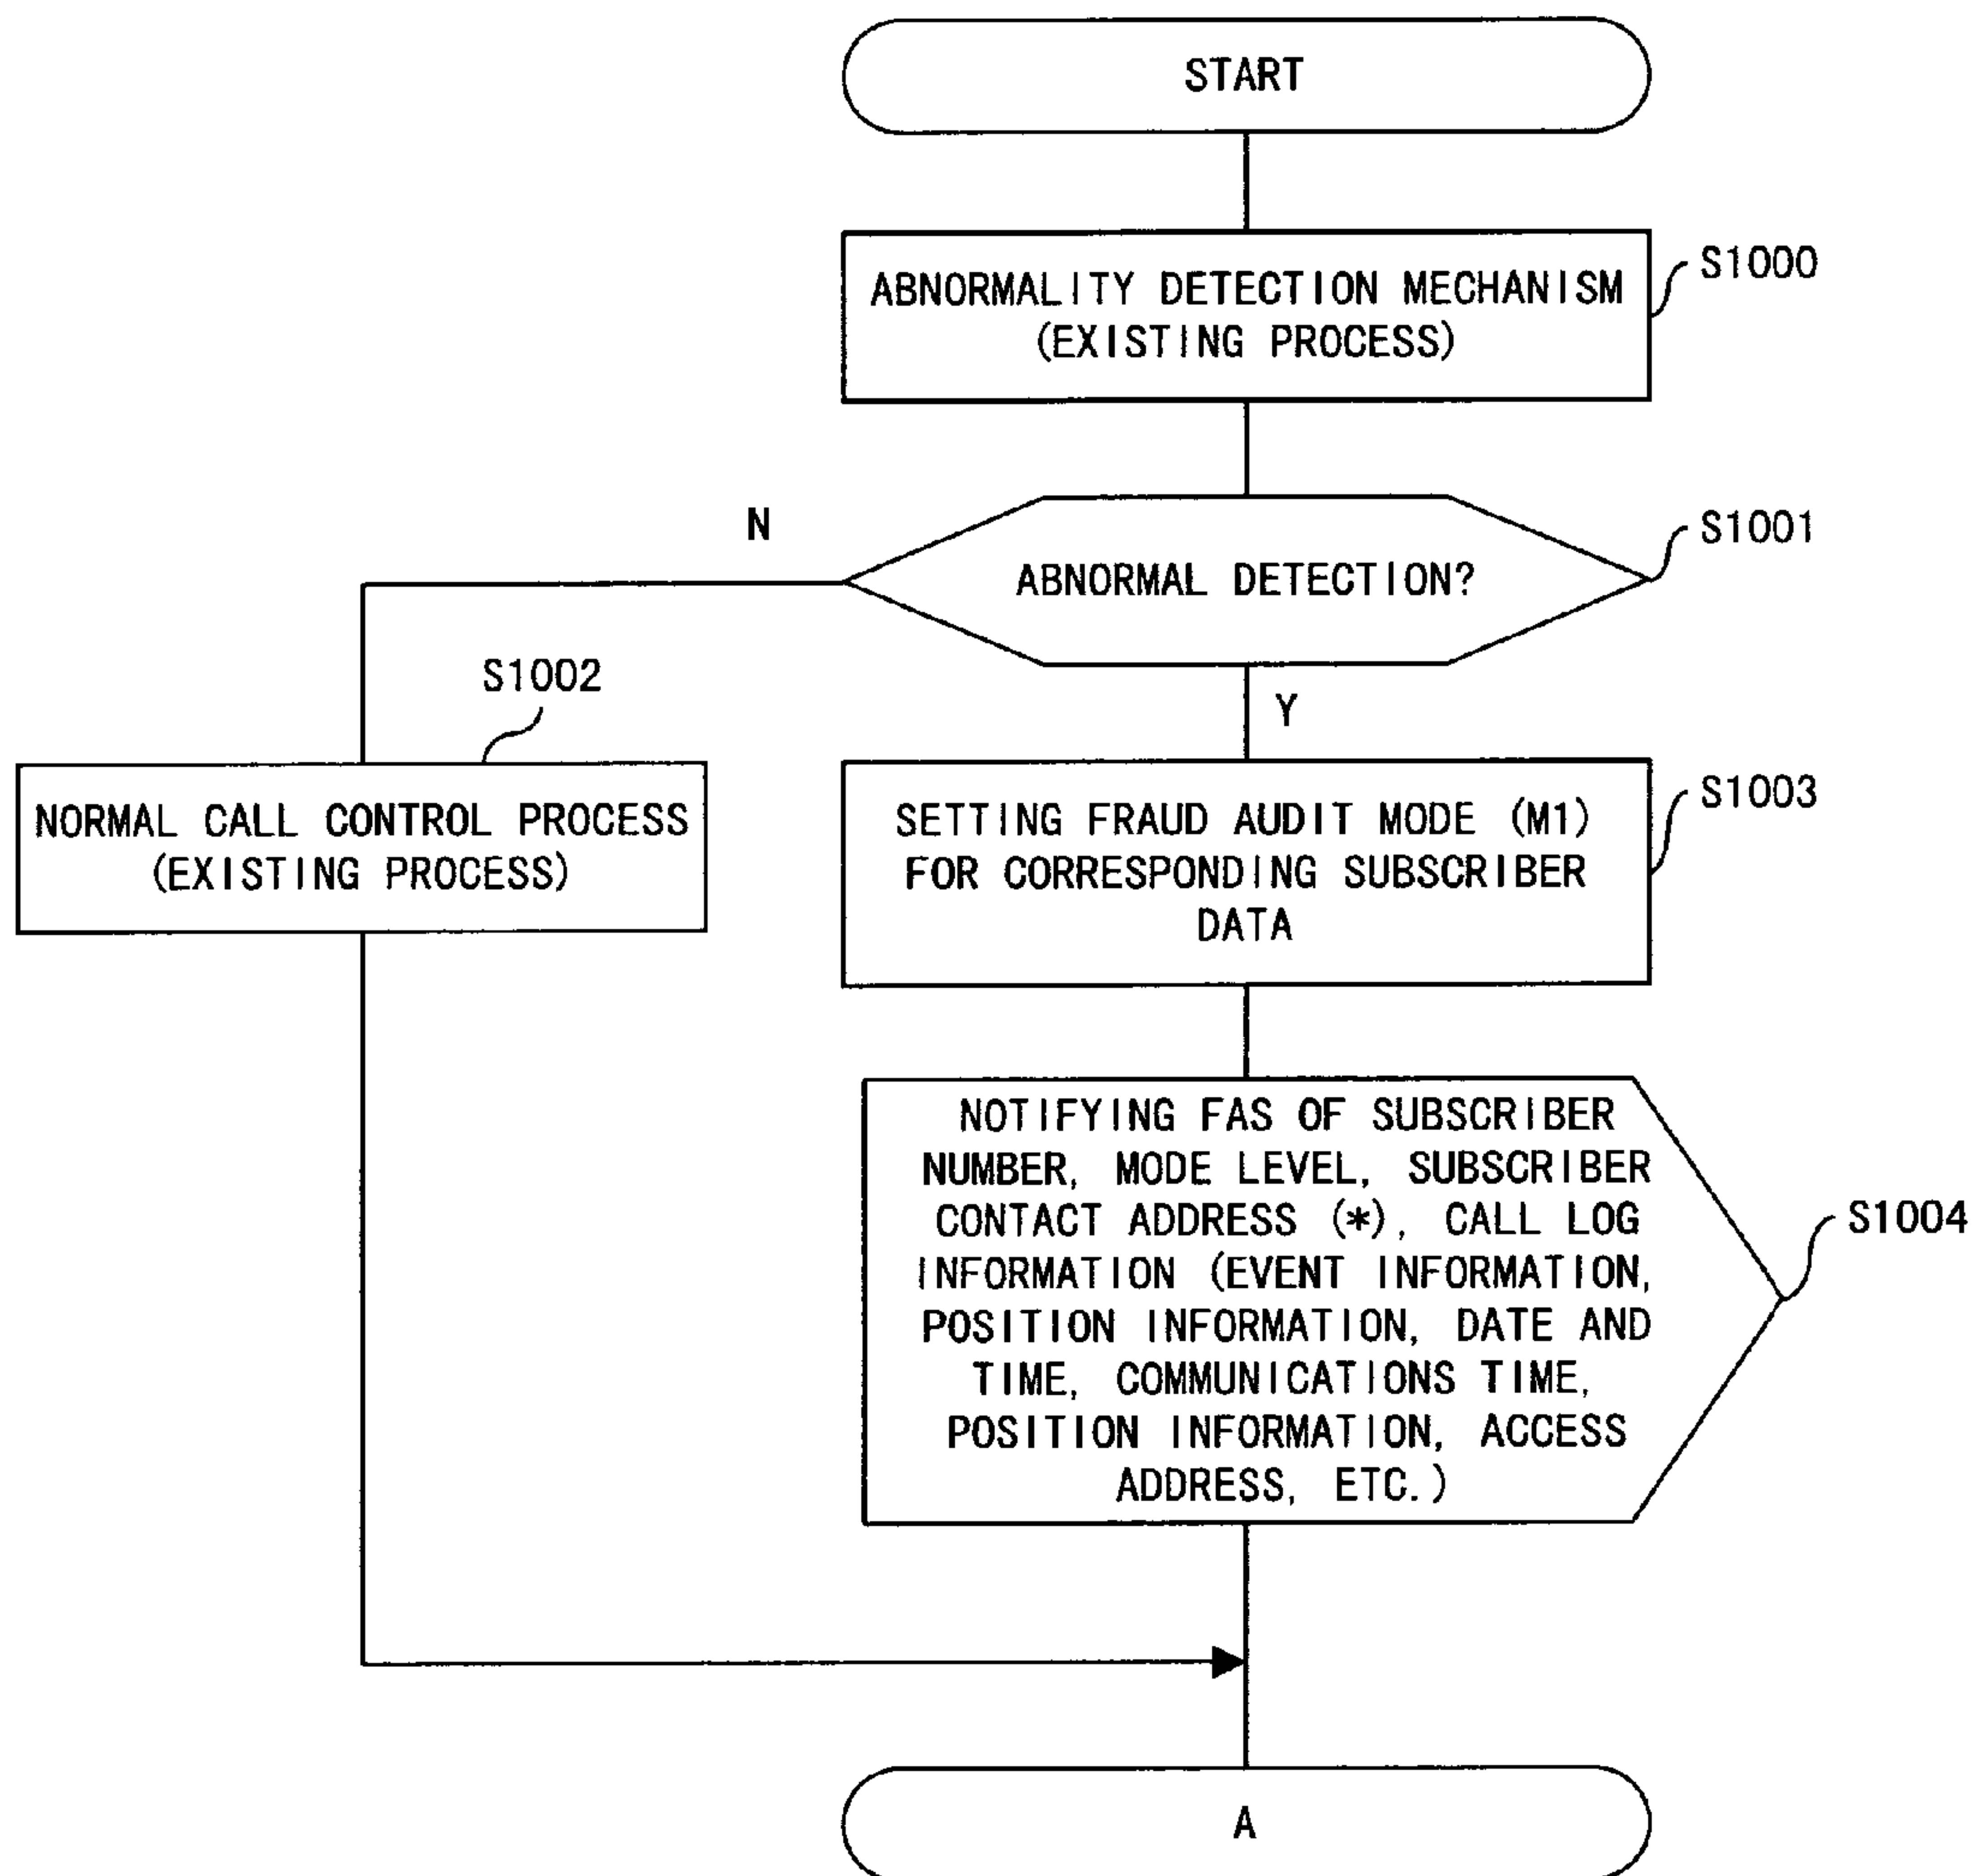 START
ABNORMALITY DETECTION MECHANISM
(EXISTING PROCESS)
S1000
N
ABNORMAL DETECTION?
S1001
Y
S1002
NORMAL CALL CONTROL PROCESS
(EXISTING PROCESS)
SETTING FRAUD AUDIT MODE (M1)
FOR CORRESPONDING SUBSCRIBER
DATA
S1003
NOTIFYING FAS OF SUBSCRIBER
NUMBER, MODE LEVEL, SUBSCRIBER
CONTACT ADDRESS (*), CALL LOG
INFORMATION (EVENT INFORMATION,
POSITION INFORMATION, DATE AND
TIME, COMMUNICATIONS TIME,
POSITION INFORMATION, ACCESS
ADDRESS, ETC.)
S1004
A